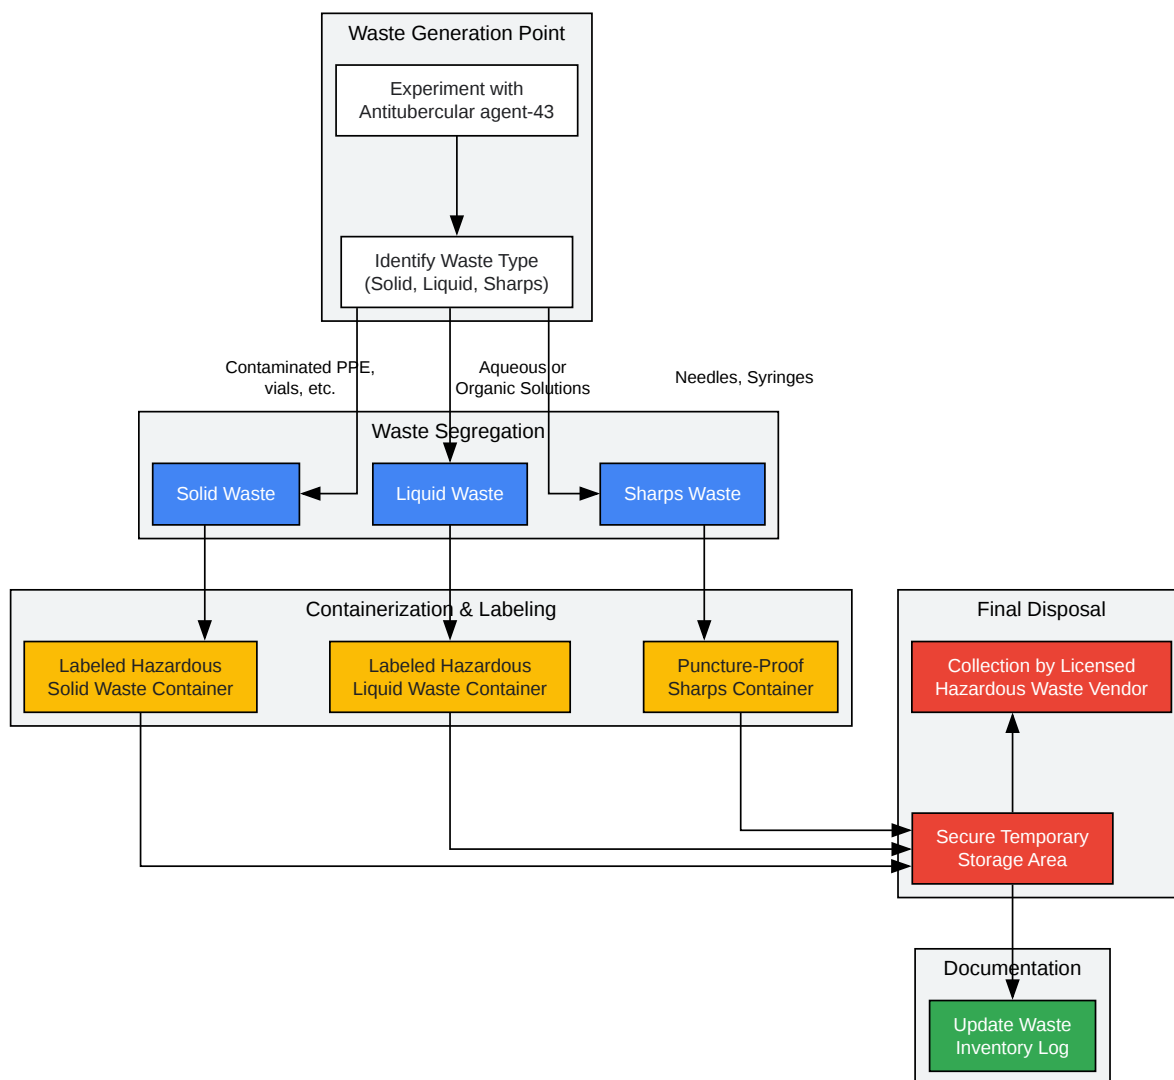 Waste Generation Point
Experiment with
Antitubercular agent-43
Identify Waste Type
(Solid, Liquid, Sharps)
Contaminated PPE,
vials, etc.
Aqueous or
Organic Solutions
Needles, Syringes
Waste Segregation
Solid Waste
Liquid Waste
Sharps Waste
Containerization & Labeling
Labeled Hazardous
Solid Waste Container
Labeled Hazardous
Liquid Waste Container
Puncture-Proof
Sharps Container
Final Disposal
Collection by Licensed
Hazardous Waste Vendor
Secure Temporary
Storage Area
Documentation
Update Waste
Inventory Log